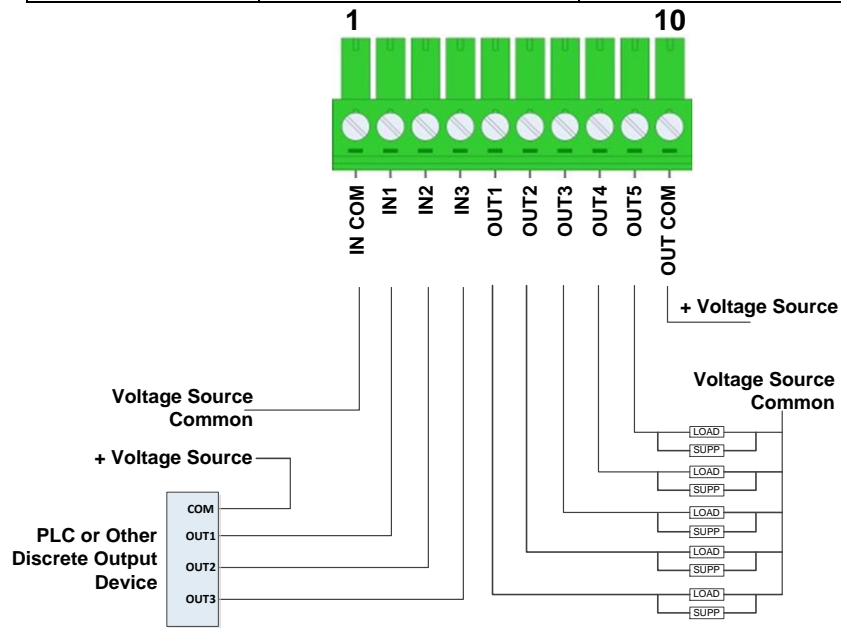 1
10
IN COM
IN1
IN2
IN3
OUT1
OUT2
OUT3
OUT4
OUT5
OUT COM
+ Voltage Source
Voltage Source
Common
Voltage Source
Common
+ Voltage Source
LOAD
SUPP
LOAD
SUPP
LOAD
SUPP
LOAD
SUPP
LOAD
SUPP
PLC or Other
Discrete Output
Device
COM
OUT1
OUT2
OUT3